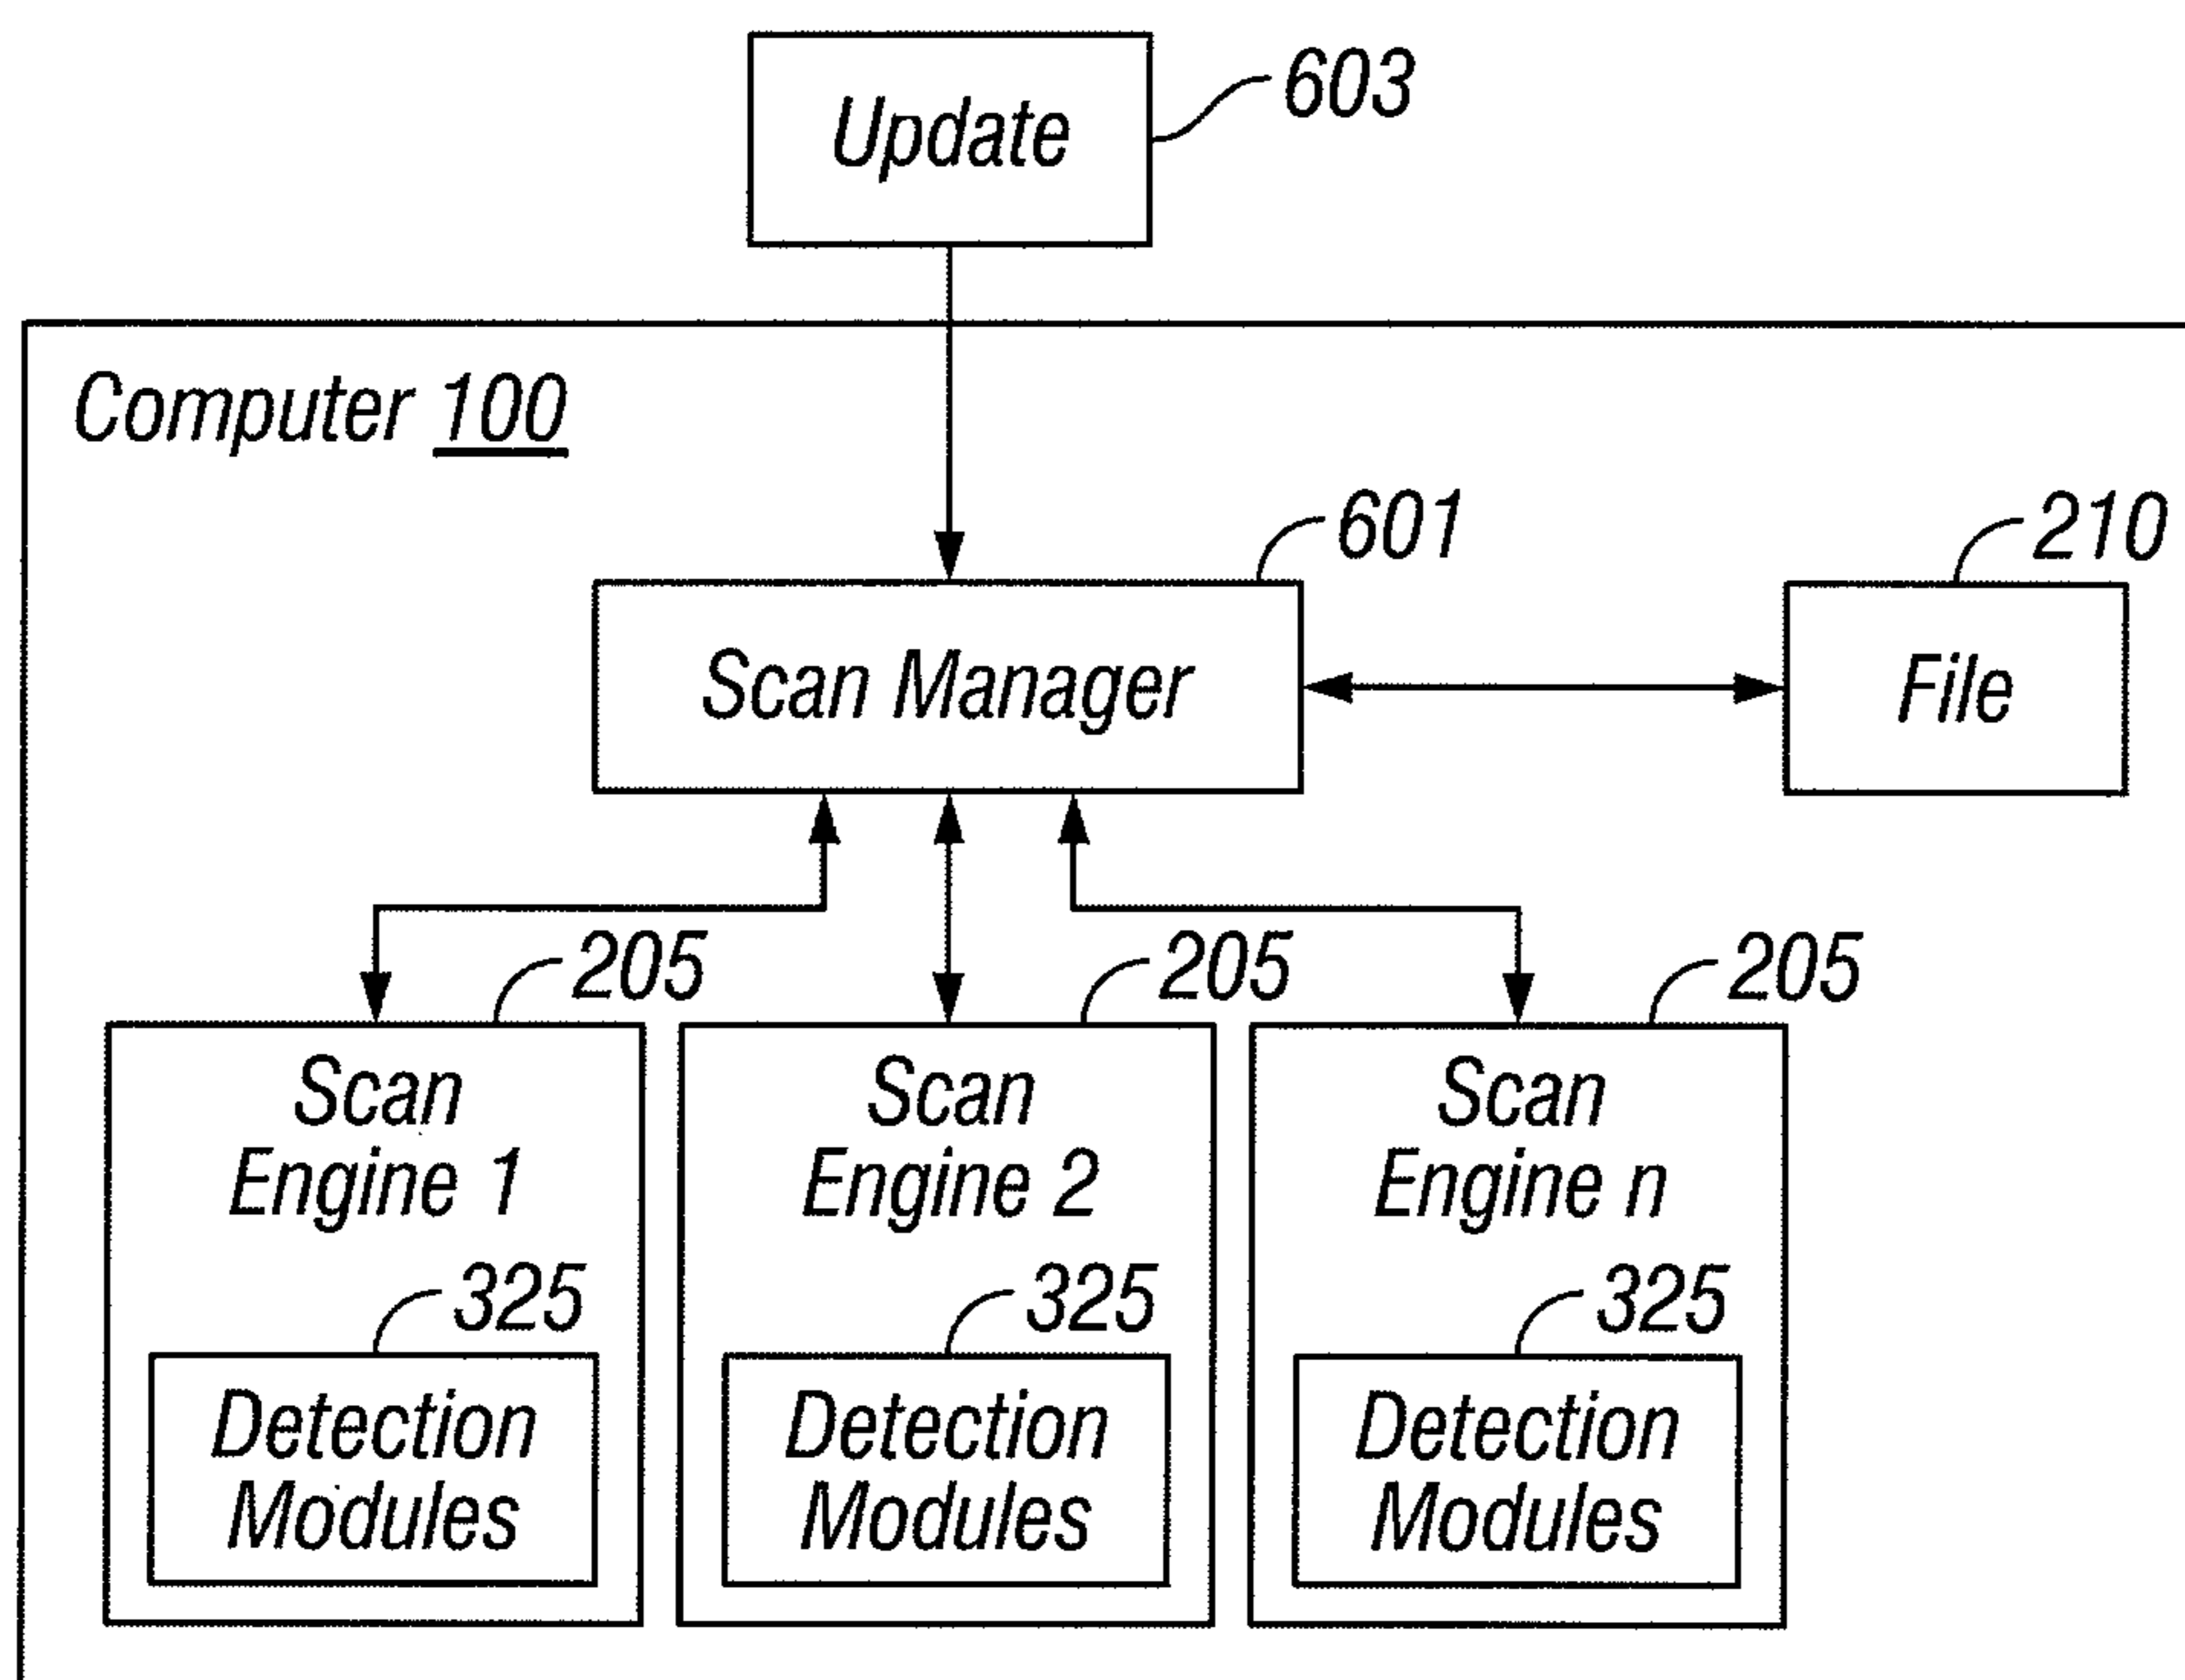 Update
603
Computer 100
601
210
Scan Manager
File
205
205
205
Scan
Engine 1
Scan
Engine 2
Scan
Engine n
325
325
325
Detection
Modules
Detection
Modules
Detection
Modules